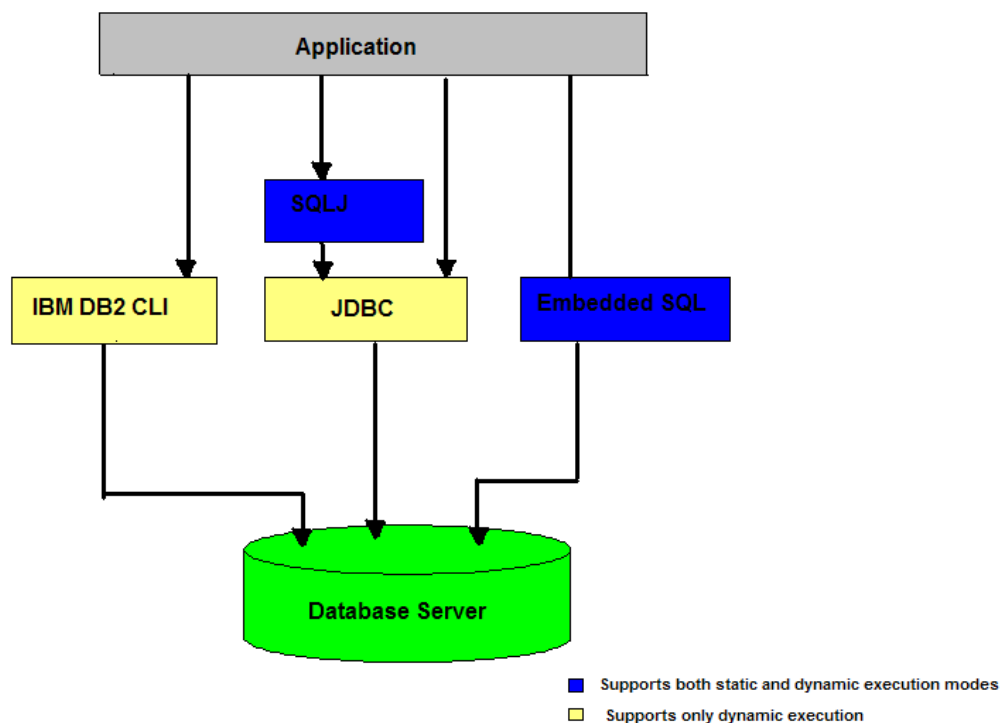 Application
SQLJ
IBM DB2 CLI
JDBC
Embedded SQL
Database Server
Supports both static and dynamic execution modes
Supports only dynamic execution